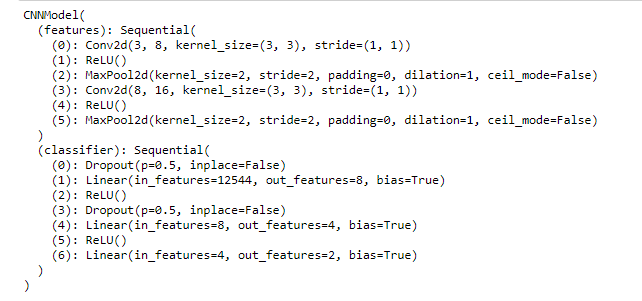 CNNModel(
  (features): Sequential(
    (0): Conv2d(3, 8, kernel_size=(3, 3), stride=(1, 1))
    (1): ReLU()
    (2): MaxPool2d(kernel_size=2, stride=2, padding=0, dilation=1, ceil_mode=False)
    (3): Conv2d(8, 16, kernel_size=(3, 3), stride=(1, 1))
    (4): ReLU()
    (5): MaxPool2d(kernel_size=2, stride=2, padding=0, dilation=1, ceil_mode=False)
  )
  (classifier): Sequential(
    (0): Dropout(p=0.5, inplace=False)
    (1): Linear(in_features=12544, out_features=8, bias=True)
    (2): ReLU()
    (3): Dropout(p=0.5, inplace=False)
    (4): Linear(in_features=8, out_features=4, bias=True)
    (5): ReLU()
    (6): Linear(in_features=4, out_features=2, bias=True)
  )
)